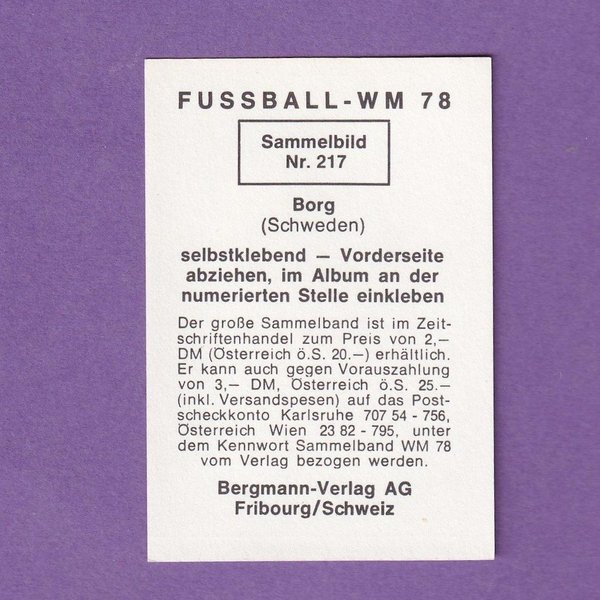 FUSSBALL-WM 78
Sammelbild
Nr. 217
Borg
(Schweden)
selbstklebend — Vorderseite
abziehen, im Album an der
numerierten Stelle einkleben
Der große Sammelband ist im Zeit-
schriftenhandel zum Preis von 2,—
DM (Österreich ö.S. 20.—) erhältlich.
Er kann auch gegen Vorauszahlung
von 3,— DM, Österreich ö.S. 25.—
(inkl. Versandspesen) auf das Post-
scheckkonto Karlsruhe 707 54 - 756,
Österreich Wien 23 82 - 795, unter
dem Kennwort Sammelband WM 78
vom Verlag bezogen werden.
Bergmann-Verlag AG
Fribourg/Schweiz